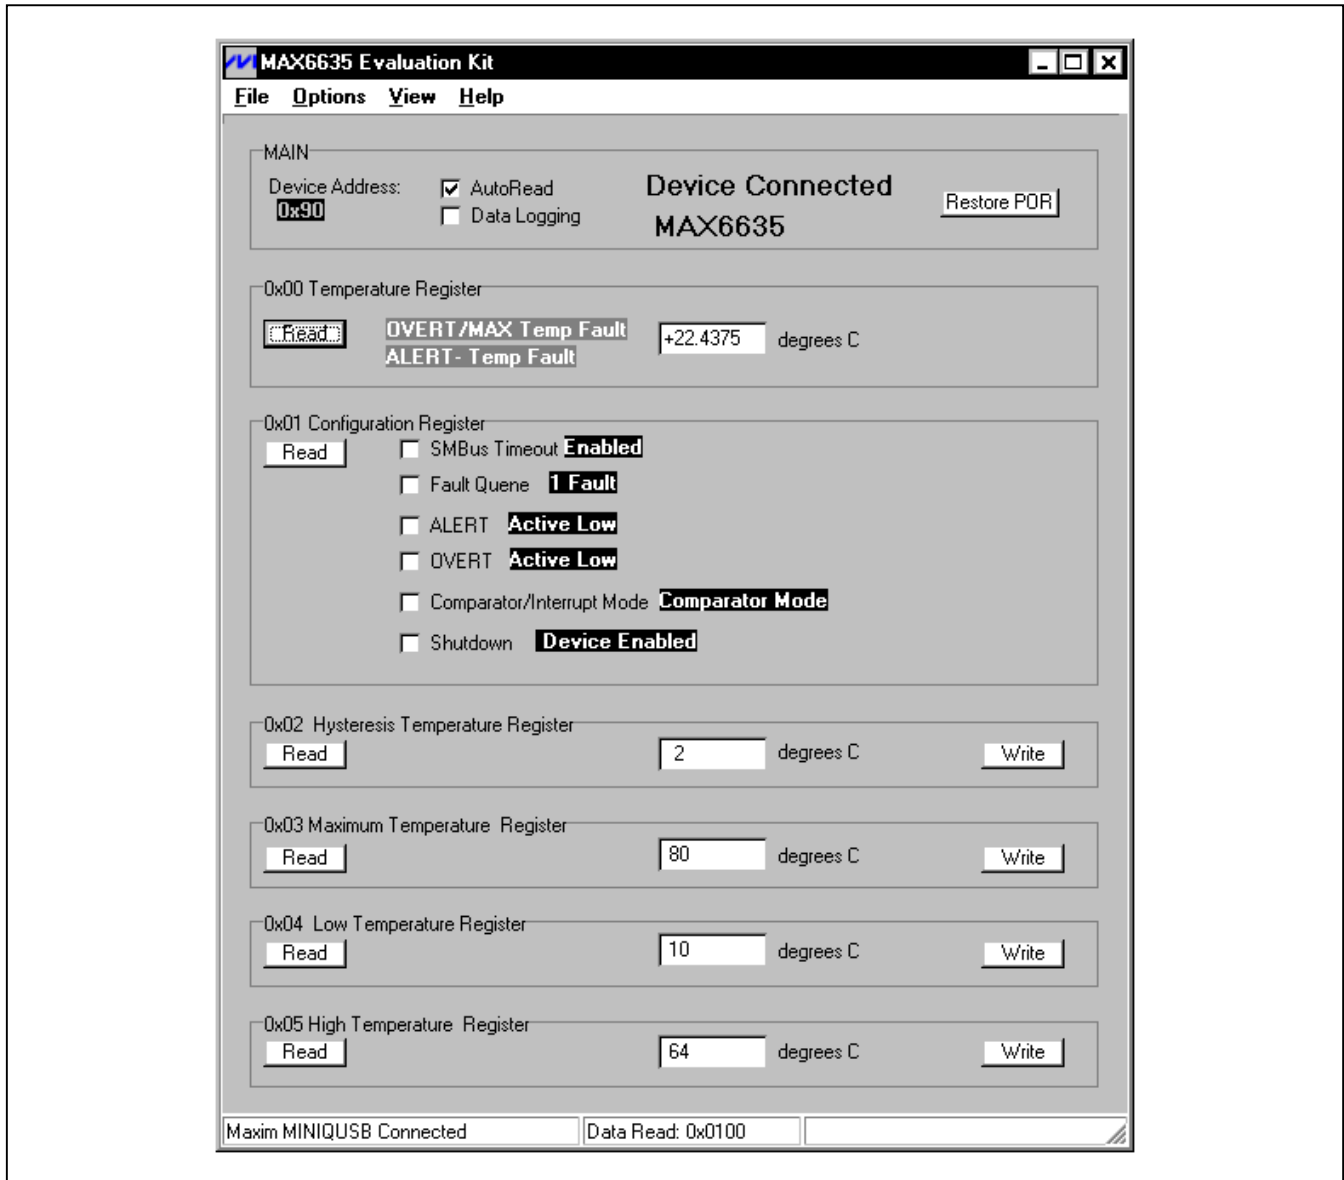 MAX6635 Evaluation Kit
File Options View Help
MAIN
Device Address:
0x90
AutoRead
Data Logging
Device Connected
MAX6635
Restore POR
0x00 Temperature Register
Read
OVERT/MAX Temp Fault
ALERT- Temp Fault
+22.4375 degrees C
0x01 Configuration Register
Read
SMBus Timeout Enabled
Fault Quene 1 Fault
ALERT Active Low
OVERT Active Low
Comparator/Interrupt Mode Comparator Mode
Shutdown Device Enabled
0x02 Hysteresis Temperature Register
Read 2 degrees C Write
0x03 Maximum Temperature Register
Read 80 degrees C Write
0x04 Low Temperature Register
Read 10 degrees C Write
0x05 High Temperature Register
Read 64 degrees C Write
Maxim MINIQUSB Connected Data Read: 0x0100